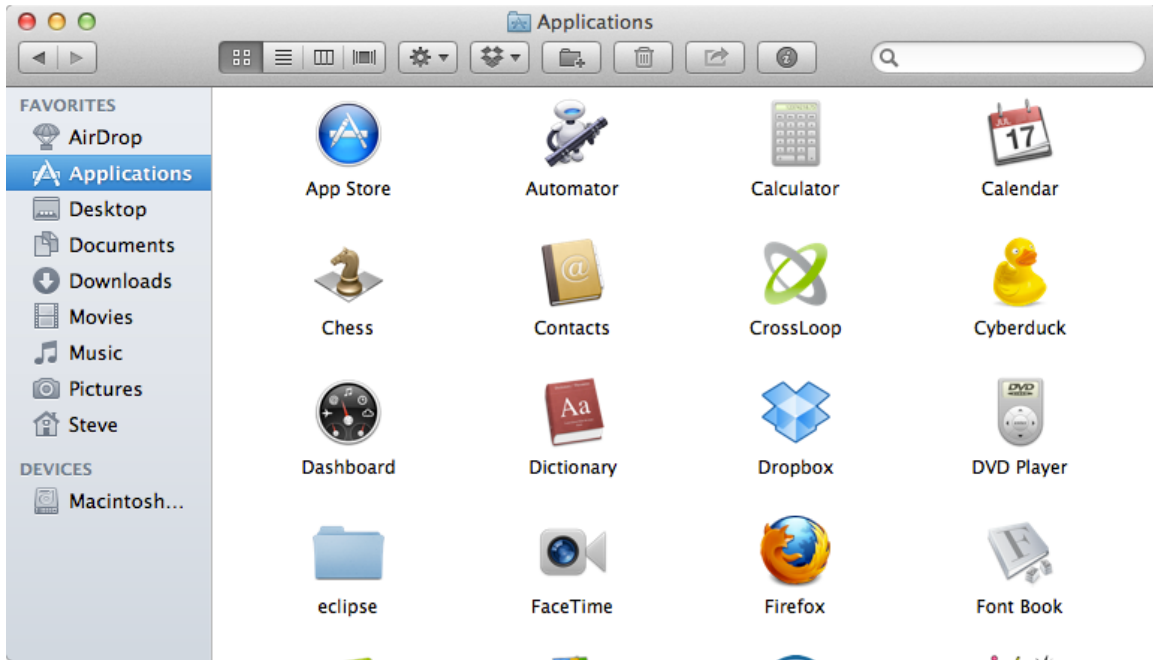 Applications
FAVORITES
AirDrop
Applications
Desktop
Documents
Downloads
Movies
Music
Pictures
Steve
DEVICES
Macintosh...
App Store
Automator
JUL
17
Calculator
Calendar
@
Chess
Contacts
CrossLoop
Cyberduck
Aa
DVD
Dashboard
Dictionary
Dropbox
DVD Player
F
eclipse
FaceTime
Firefox
Font Book